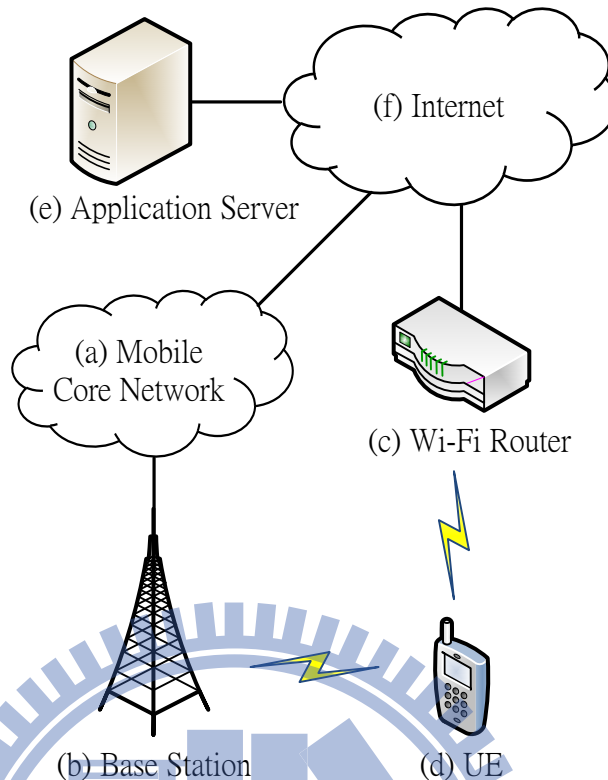 (f) Internet
(e) Application Server
(a) Mobile
Core Network
(c) Wi-Fi Router
(b) Base Station
(d) UE